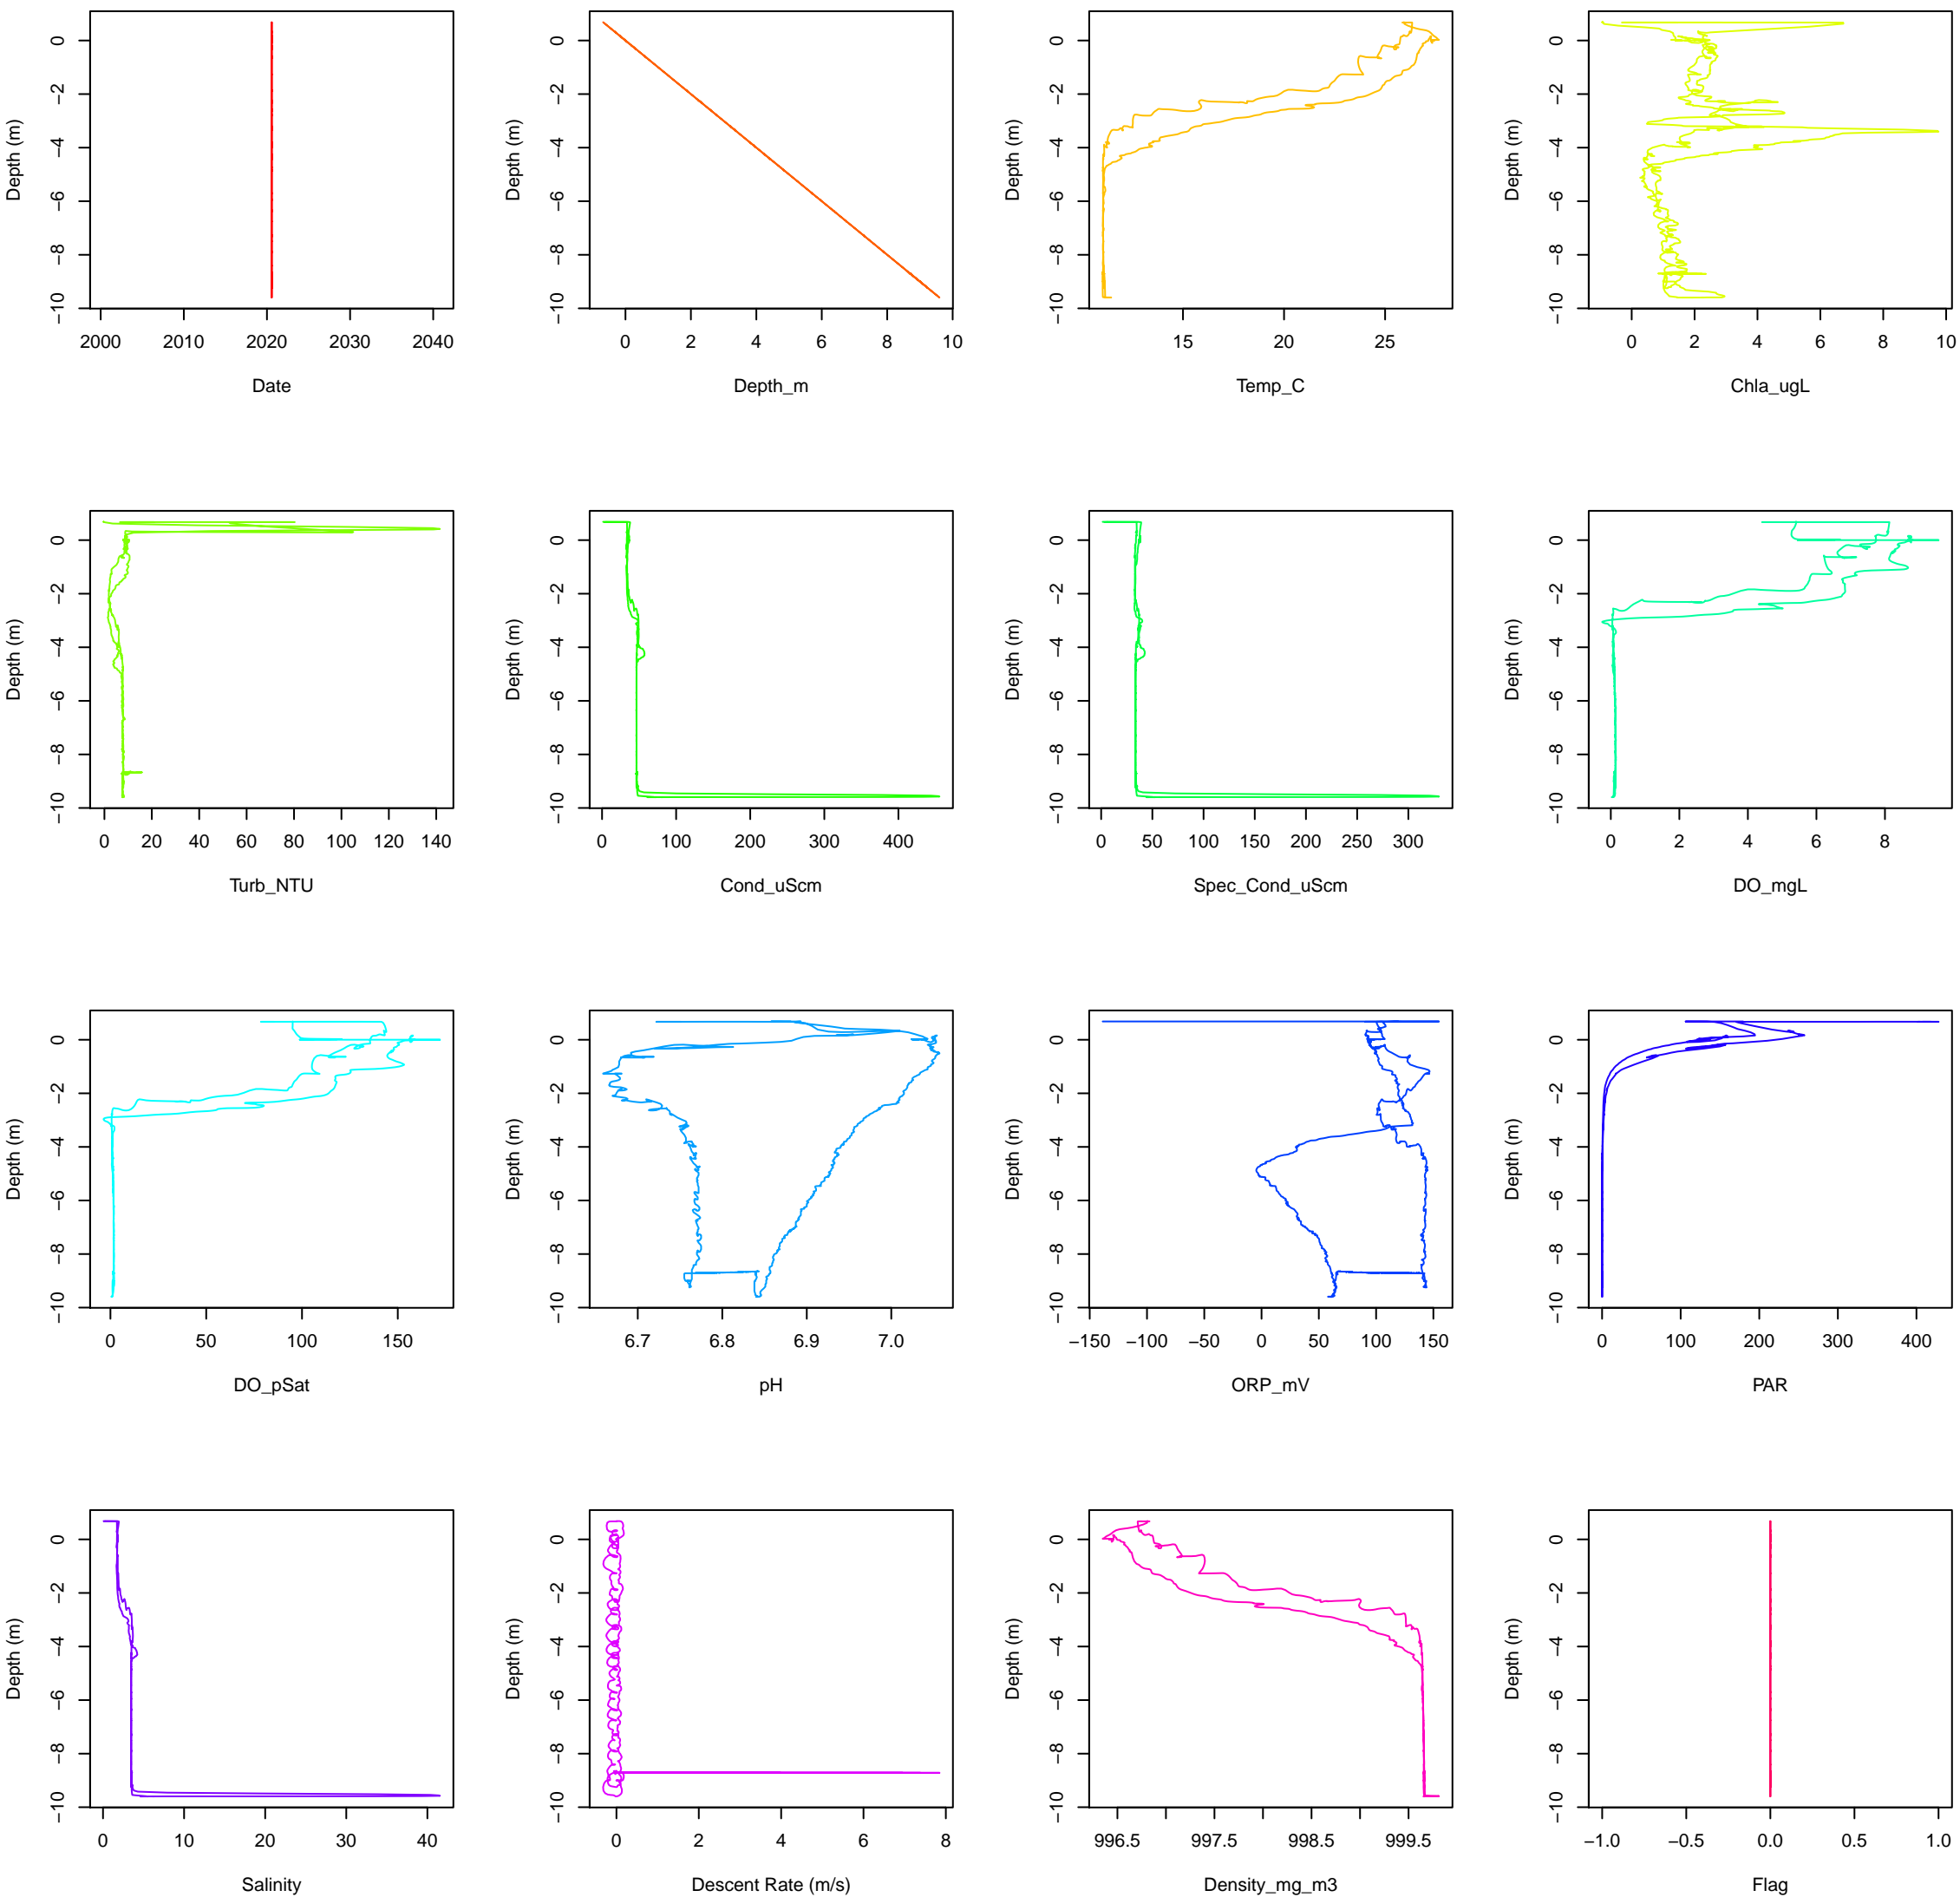 Depth (m)
0
−2
−4
−6
−8
−10
2000 2010 2020 2030 2040
Date
Depth (m)
0
−2
−4
−6
−8
−10
0 2 4 6 8 10
Depth_m
Depth (m)
0
−2
−4
−6
−8
−10
15 20 25
Temp_C
Depth (m)
0
−2
−4
−6
−8
−10
0 2 4 6 8 10
Chla_ugL
Depth (m)
0
−2
−4
−6
−8
−10
0 20 40 60 80 100 120 140
Turb_NTU
Depth (m)
0
−2
−4
−6
−8
−10
0 100 200 300 400
Cond_uScm
Depth (m)
0
−2
−4
−6
−8
−10
0 50 100 150 200 250 300
Spec_Cond_uScm
Depth (m)
0
−2
−4
−6
−8
−10
0 2 4 6 8
DO_mgL
Depth (m)
0
−2
−4
−6
−8
−10
0 50 100 150
DO_pSat
Depth (m)
0
−2
−4
−6
−8
−10
6.7 6.8 6.9 7.0
pH
Depth (m)
0
−2
−4
−6
−8
−10
−150 −100 −50 0 50 100 150
ORP_mV
Depth (m)
0
−2
−4
−6
−8
−10
0 100 200 300 400
PAR
Depth (m)
0
−2
−4
−6
−8
−10
0 10 20 30 40
Salinity
Depth (m)
0
−2
−4
−6
−8
−10
0 2 4 6 8
Descent Rate (m/s)
Depth (m)
0
−2
−4
−6
−8
−10
996.5 997.5 998.5 999.5
Density_mg_m3
Depth (m)
0
−2
−4
−6
−8
−10
−1.0 −0.5 0.0 0.5 1.0
Flag